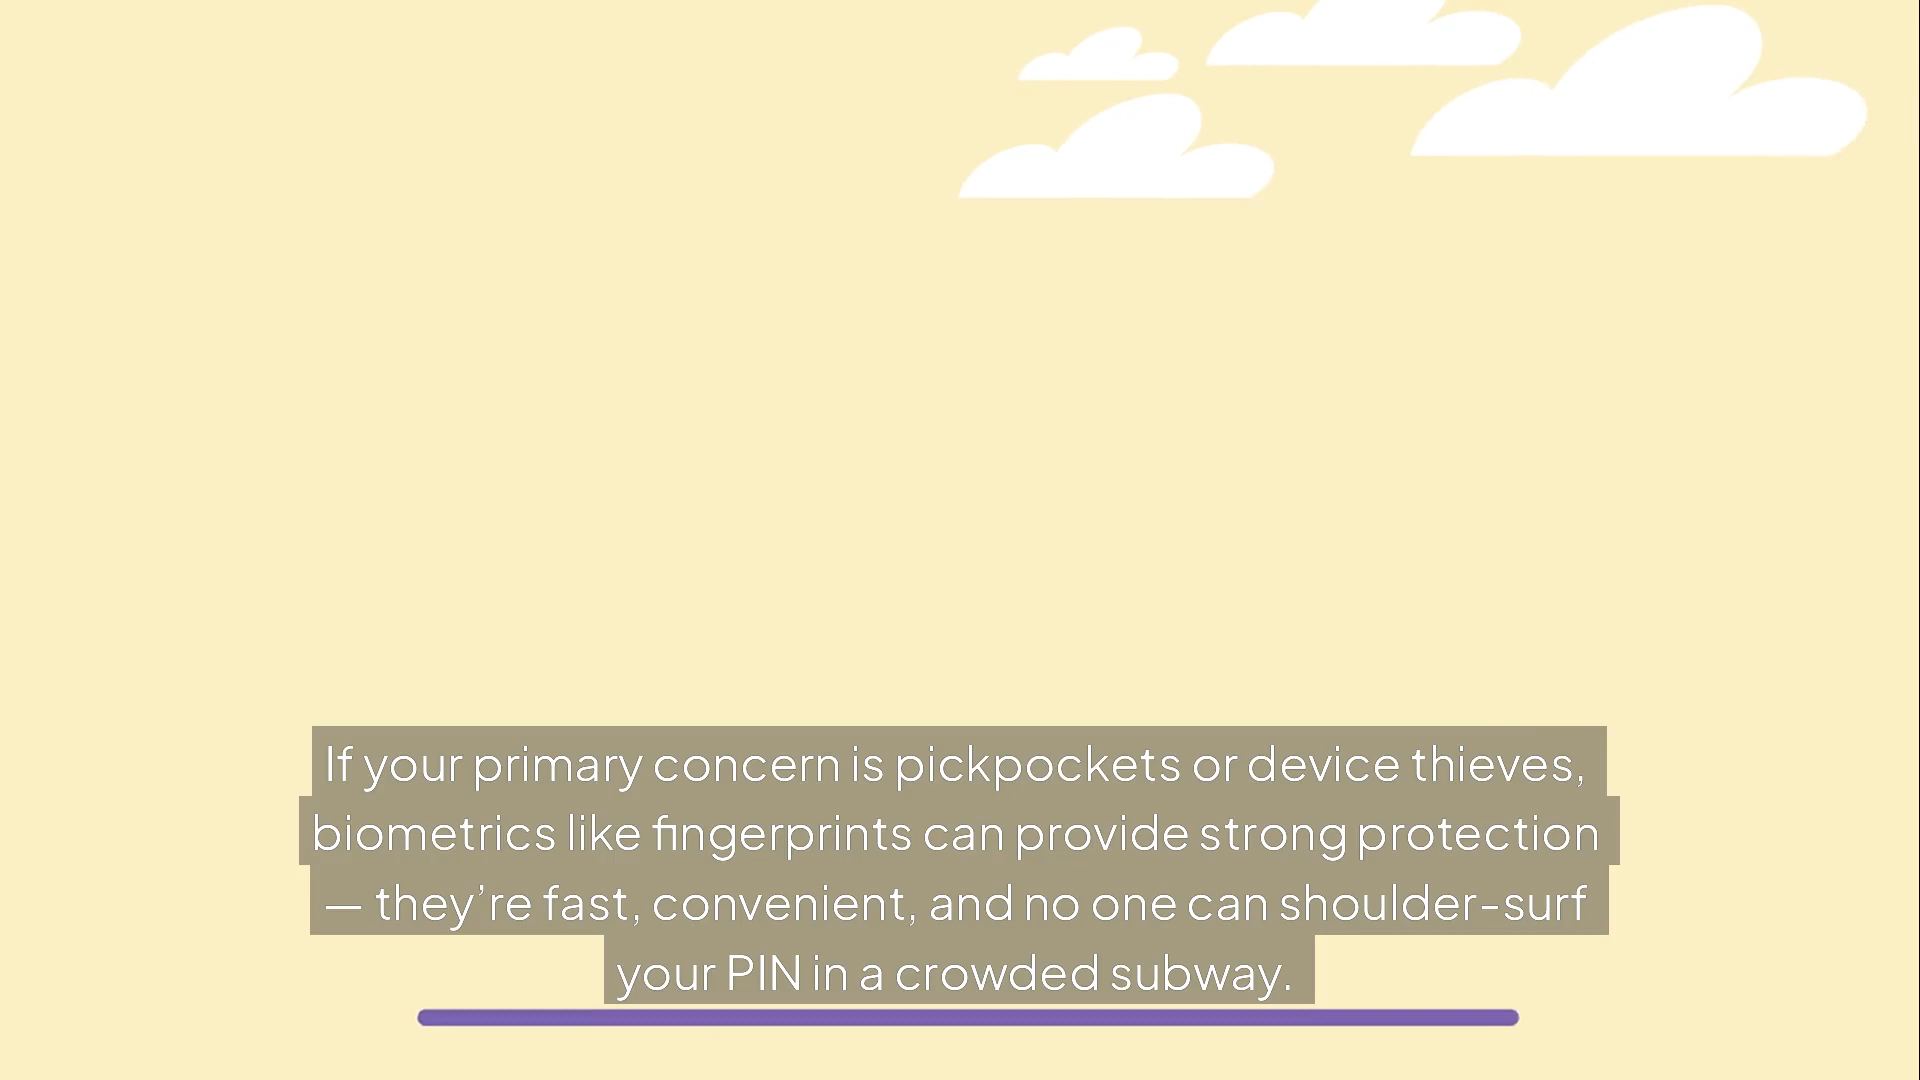 If your primary concern is pickpockets or device thieves,
biometrics like fingerprints can provide strong protection
— they’re fast, convenient, and no one can shoulder-surf
your PIN in a crowded subway.